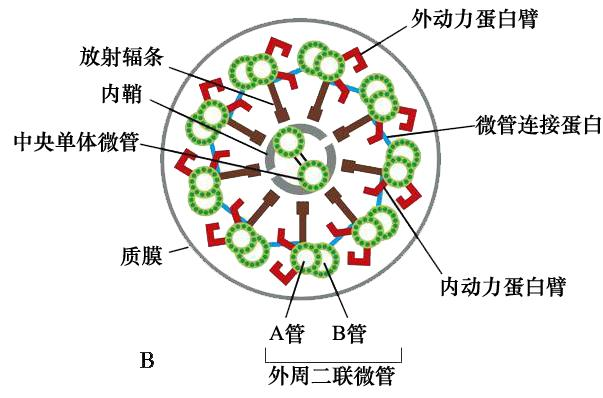 外动力蛋白臂
放射辐条
内鞘
微管连接蛋白
中央单体微管
质膜
内动力蛋白臂
A管 B管
B
外周二联微管